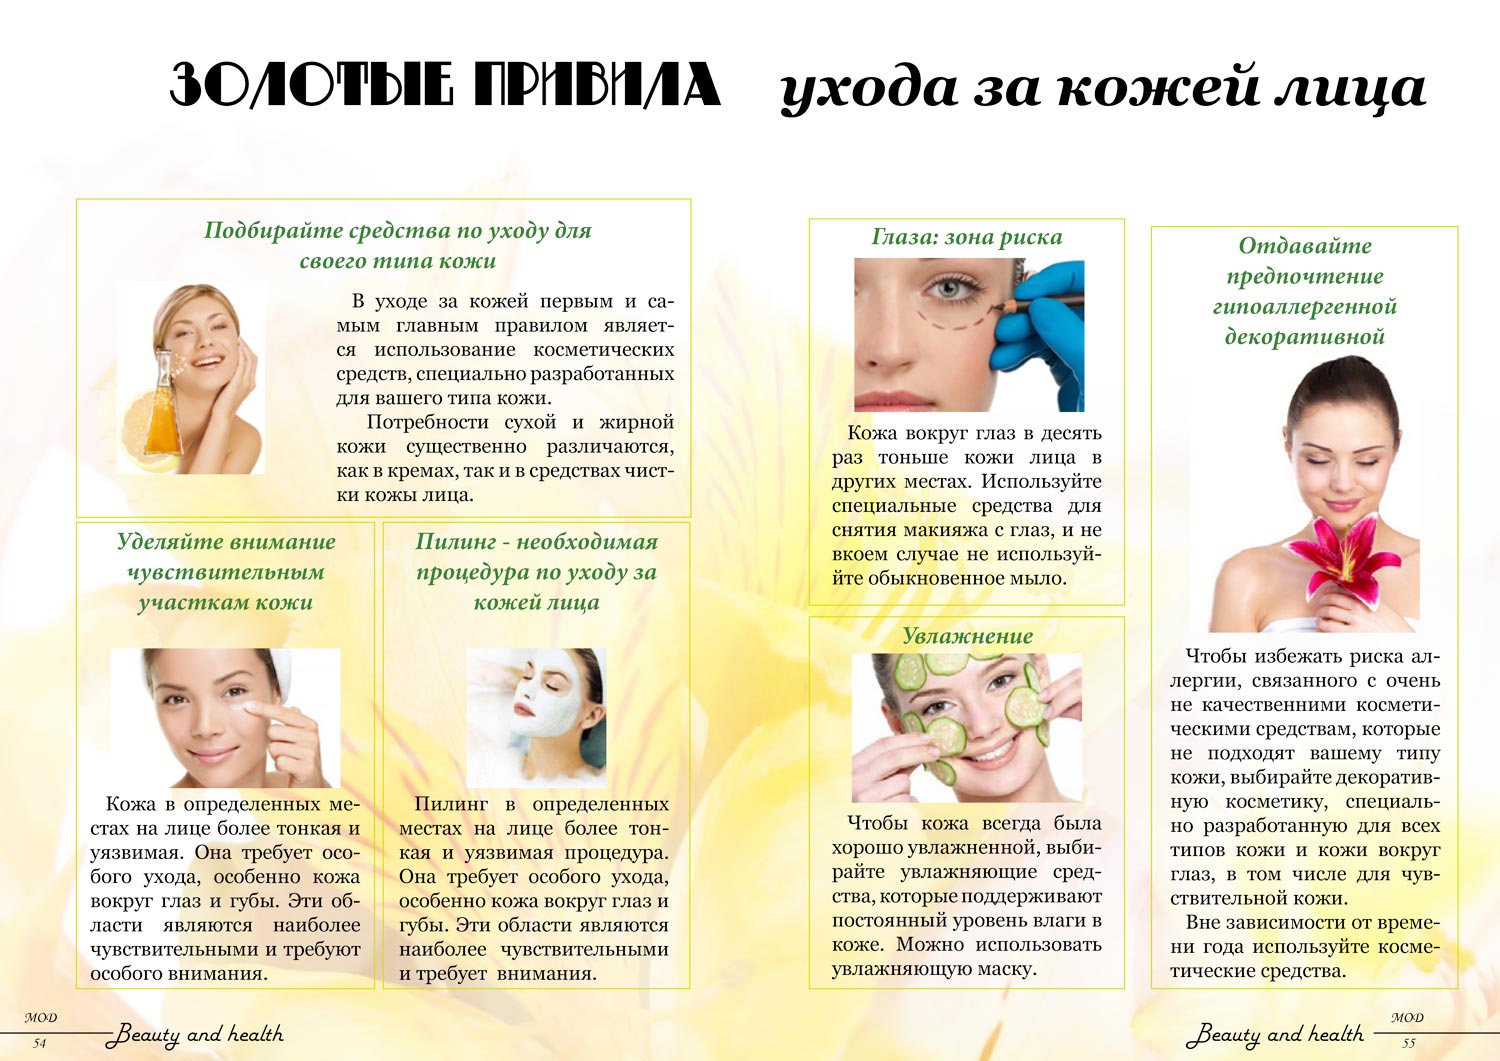 ЗОЛОТЫЕ ПРИВИЛА ухода за кожей лица
Подбирайте средства по уходу для
своего типа кожи
В уходе за кожей первым и са-
мым главным правилом являет-
ся использование косметических
средств, специально разработанных
для вашего типа кожи.
Потребности сухой и жирной
кожи существенно различаются,
как в кремах, так и в средствах чист-
ки кожы лица.
Уделяйте внимание
чувствительным
участкам кожи
Кожа в определенных ме-
стах на лице более тонкая и
уязвимая. Она требует осо-
бого ухода, особенно кожа
вокруг глаз и губы. Эти об-
ласти являются наиболее
чувствительными и требуют
особого внимания.
Пилинг - необходимая
процедура по уходу за
кожей лица
Пилинг в определенных
местах на лице более тон-
кая и уязвимая процедура.
Она требует особого ухода,
особенно кожа вокруг глаз и
губы. Эти области являются
наиболее чувствительными
и требует внимания.
Глаза: зона риска
Кожа вокруг глаз в десять
раз тоньше кожи лица в
других местах. Используйте
специальные средства для
снятия макияжа с глаз, и не
вкоем случае не используй-
йте обыкновенное мыло.
Увлажнение
Чтобы кожа всегда была
хорошо увлажненной, выби-
райте увлажняющие сред-
ства, которые поддерживают
постоянный уровень влаги в
коже. Можно использовать
увлажняющую маску.
Отдавайте
предпочтение
гипоаллергенной
декоративной
Чтобы избежать риска ал-
лергии, связанного с очень
не качественними космети-
ческими средствам, которые
не подходят вашему типу
кожи, выбирайте декоратив-
ную косметику, специаль-
но разработанную для всех
типов кожи и кожи вокруг
глаз, в том числе для чув-
ствительной кожи.
Вне зависимости от време-
ни года используйте косме-
тические средства.
MOD
54
Beauty and health
Beauty and health
MOD
55